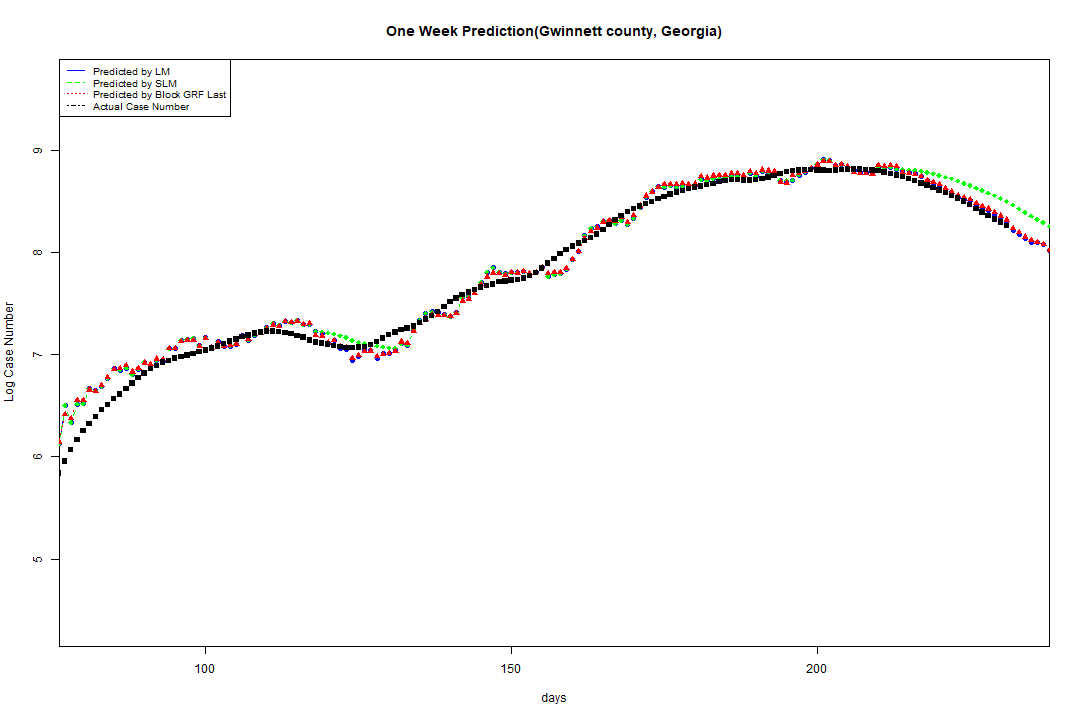 One Week Prediction(Gwinnett county, Georgia)
Predicted by LM
Predicted by SLM
Predicted by Block GRF Last
Actual Case Number
9
8
7
6
5
Log Case Number
100 150 200
days